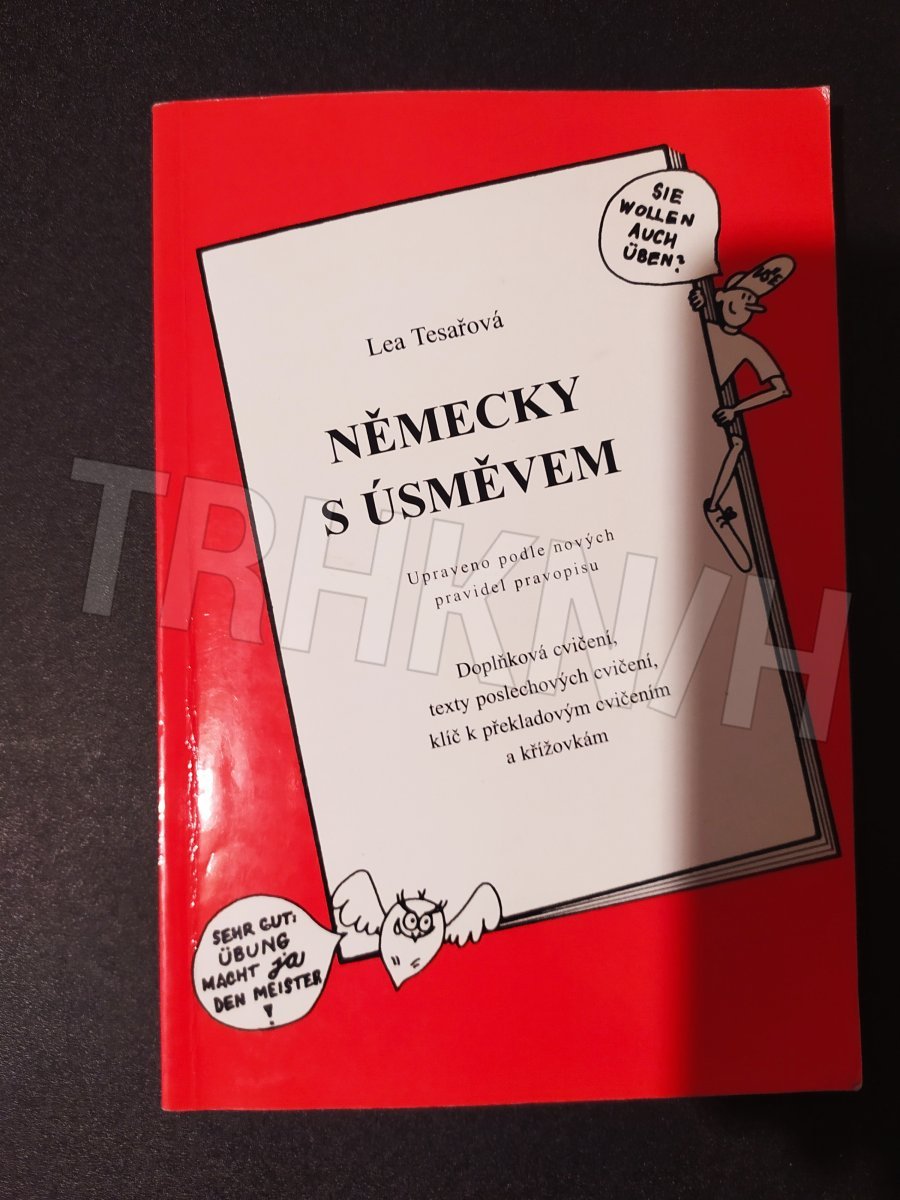 SIE
WOLLEN
AUCH
ÜBEN?
Lea Tesařová
NĚMECKY
S ÚSMĚVEM
Upraveno podle nových
pravidel pravopisu
TRHKNIH
Doplňková cvičení,
texty poslechových cvičení,
klíč k překladovým cvičením
a křížovkám
SEHR GUT:
ÜBUNG
MACHT ja
DEN MEISTER
!